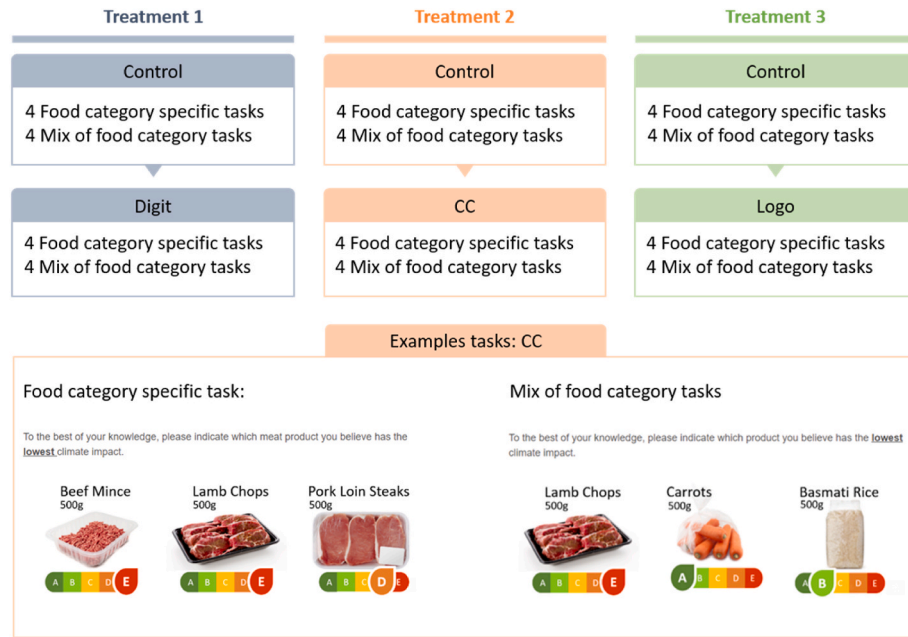 Treatment 1
Treatment 2
Treatment 3
Control
4 Food category specific tasks
4 Mix of food category tasks
Control
4 Food category specific tasks
4 Mix of food category tasks
Control
4 Food category specific tasks
4 Mix of food category tasks
Digit
4 Food category specific tasks
4 Mix of food category tasks
CC
4 Food category specific tasks
4 Mix of food category tasks
Logo
4 Food category specific tasks
4 Mix of food category tasks
Examples tasks: CC
Food category specific task:
To the best of your knowledge, please indicate which meat product you believe has the
lowest climate impact.
Beef Mince
500g
A B C D E
Lamb Chops
500g
A B C D E
Pork Loin Steaks
500g
A B C D E
Mix of food category tasks
To the best of your knowledge, please indicate which product you believe has the lowest
climate impact.
Lamb Chops
500g
A B C D E
Carrots
500g
A B C D E
Basmati Rice
500g
A B C D E